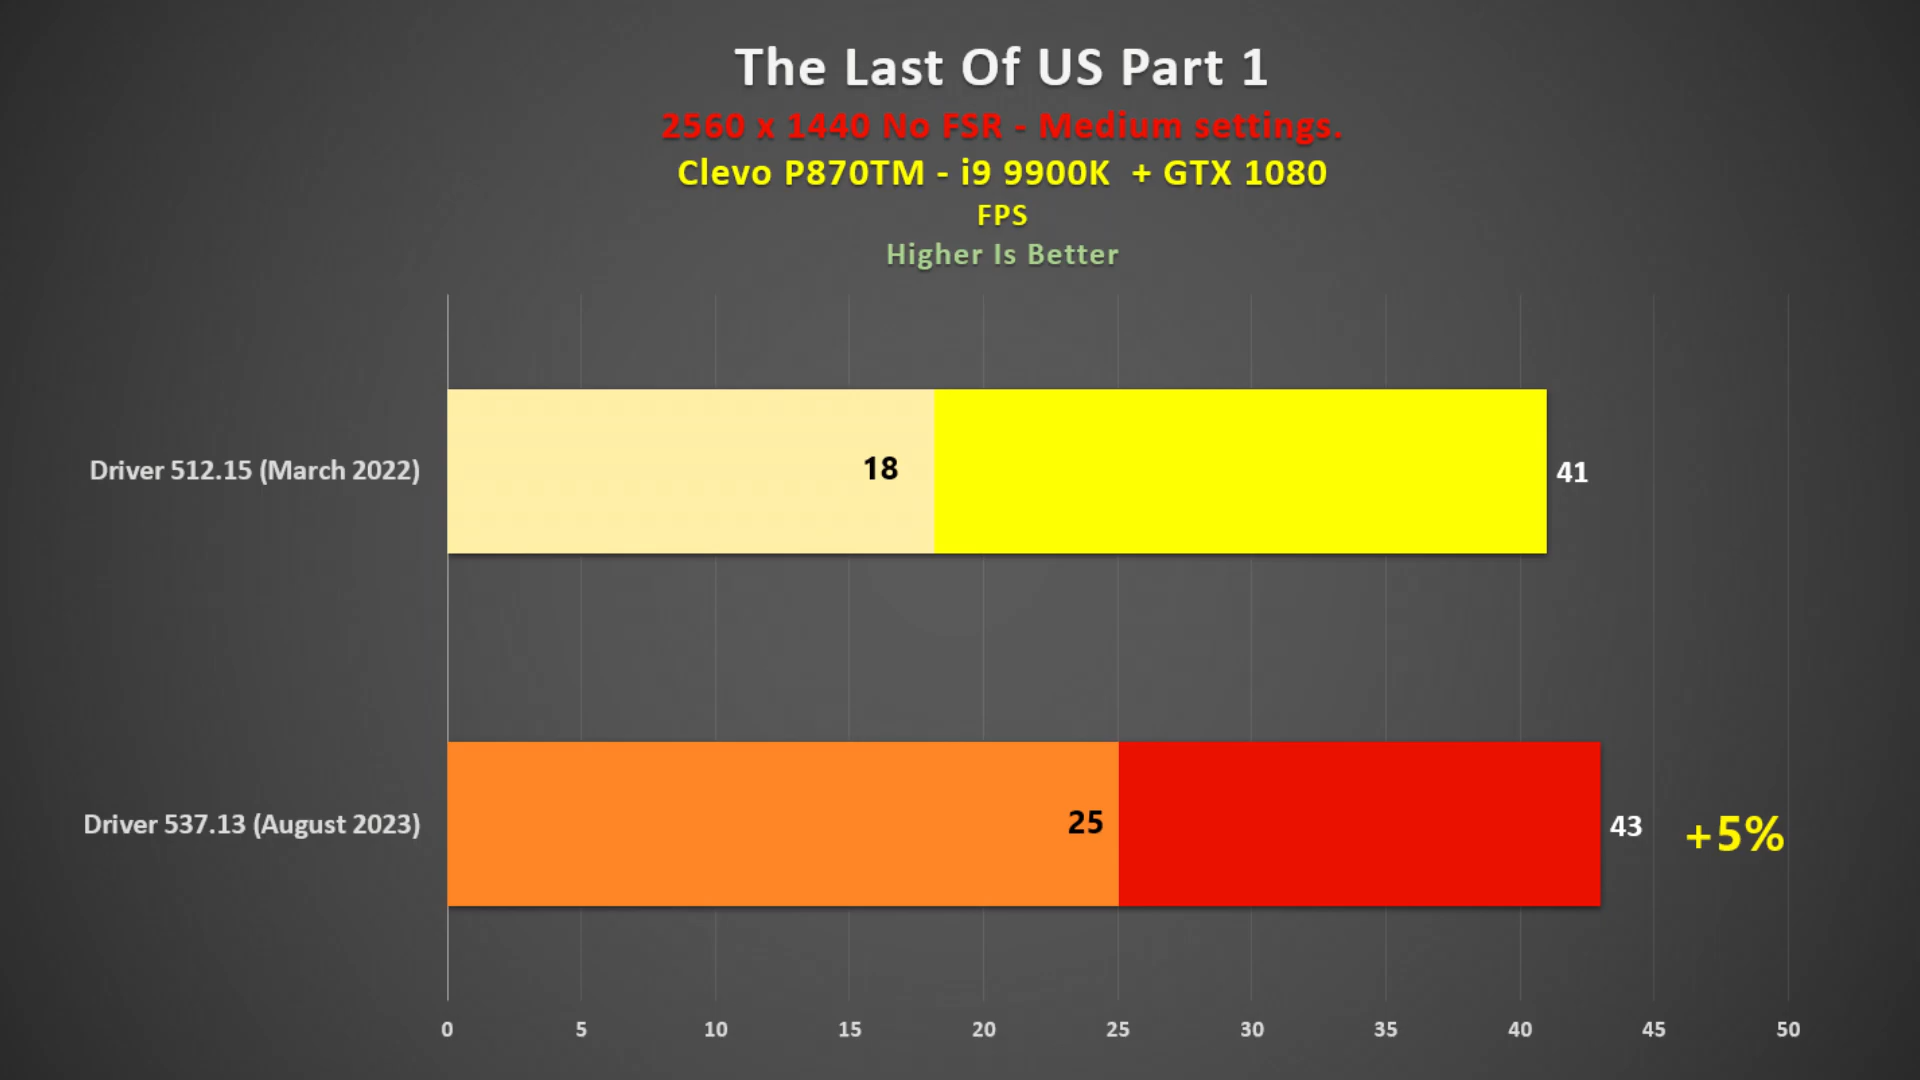 The Last Of US Part 1
2560 x 1440 No FSR - Medium settings.
Clevo P870TM - i9 9900K + GTX 1080
FPS
Higher Is Better
Driver 512.15 (March 2022)
18
41
Driver 537.13 (August 2023)
25
43
+5%
0 5 10 15 20 25 30 35 40 45 50